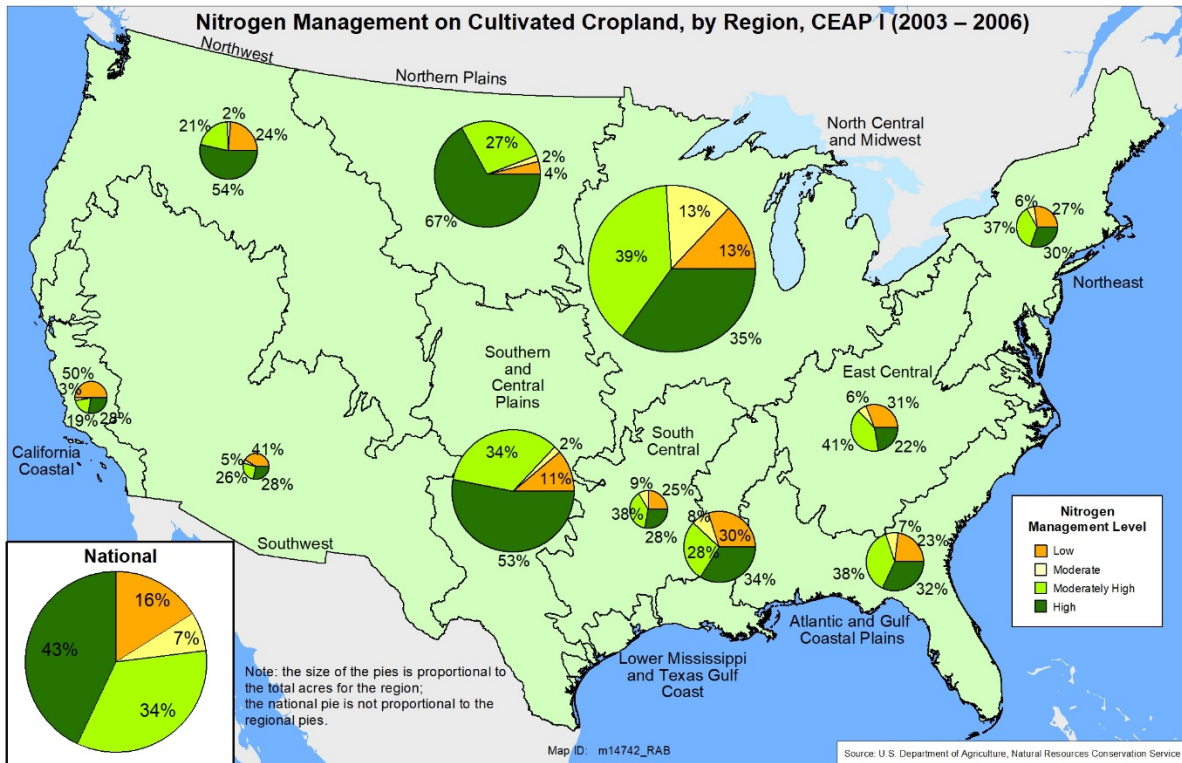 Nitrogen Management on Cultivated Cropland, by Region, CEAP I (2003 – 2006)
Northwest
2%
21%
24%
54%
Northern Plains
27%
2%
4%
67%
North Central
and Midwest
13%
13%
39%
35%
6%
27%
37%
30%
Northeast
50%
3%
19%
28%
California
Coastal
41%
5%
26%
28%
Southwest
Southern
and
Central
Plains
34%
2%
11%
53%
South
Central
9%
25%
38%
28%
8%
30%
28%
34%
Lower Mississippi
and Texas Gulf
Coast
East Central
6%
31%
41%
22%
7%
23%
38%
32%
Atlantic and Gulf
Coastal Plains
Nitrogen
Management Level
Low
Moderate
Moderately High
High
National
16%
7%
43%
34%
Note: the size of the pies is proportional to
the total acres for the region;
the national pie is not proportional to the
regional pies.
Map ID: m14742_RAB
Source: U.S. Department of Agriculture, Natural Resources Conservation Service